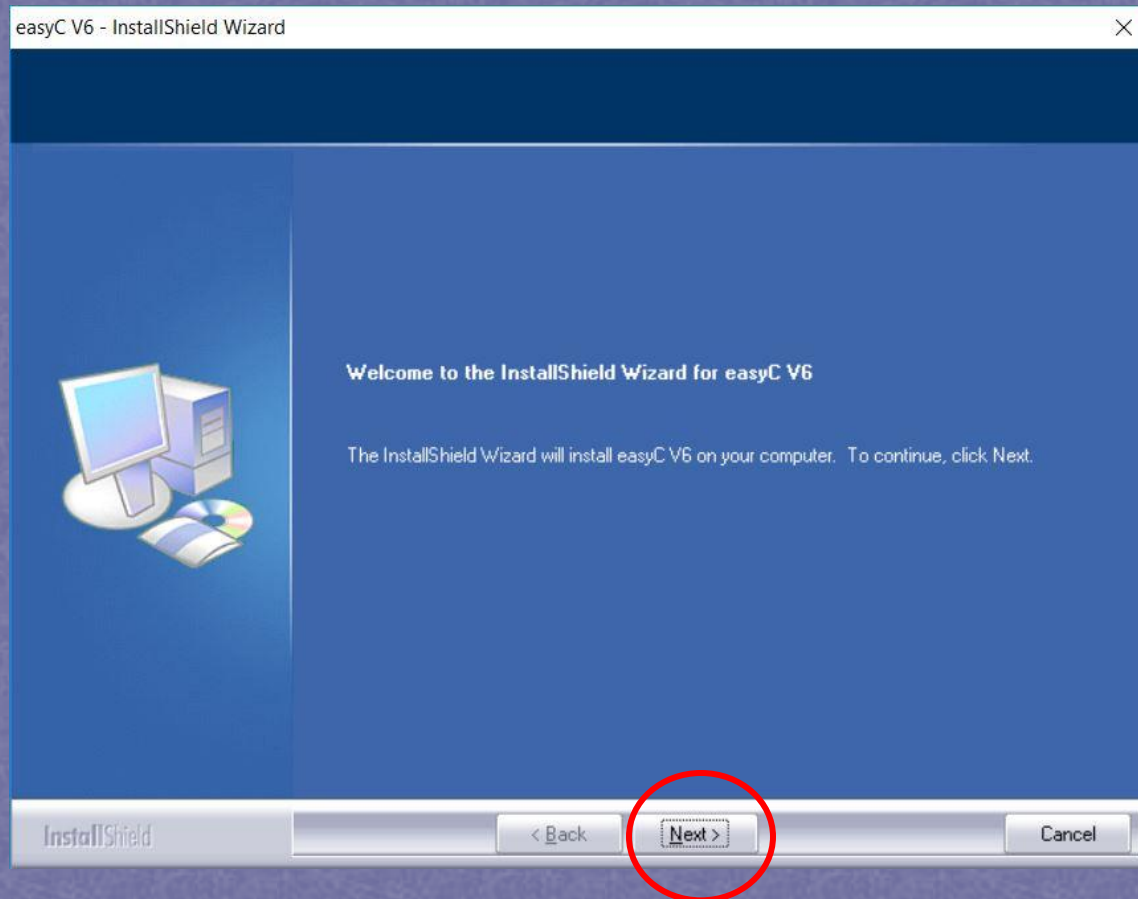 easyC V6 - InstallShield Wizard
Welcome to the InstallShield Wizard for easyC V6
The InstallShield Wizard will install easyC V6 on your computer. To continue, click Next.
InstallShield
< Back
Next >
Cancel